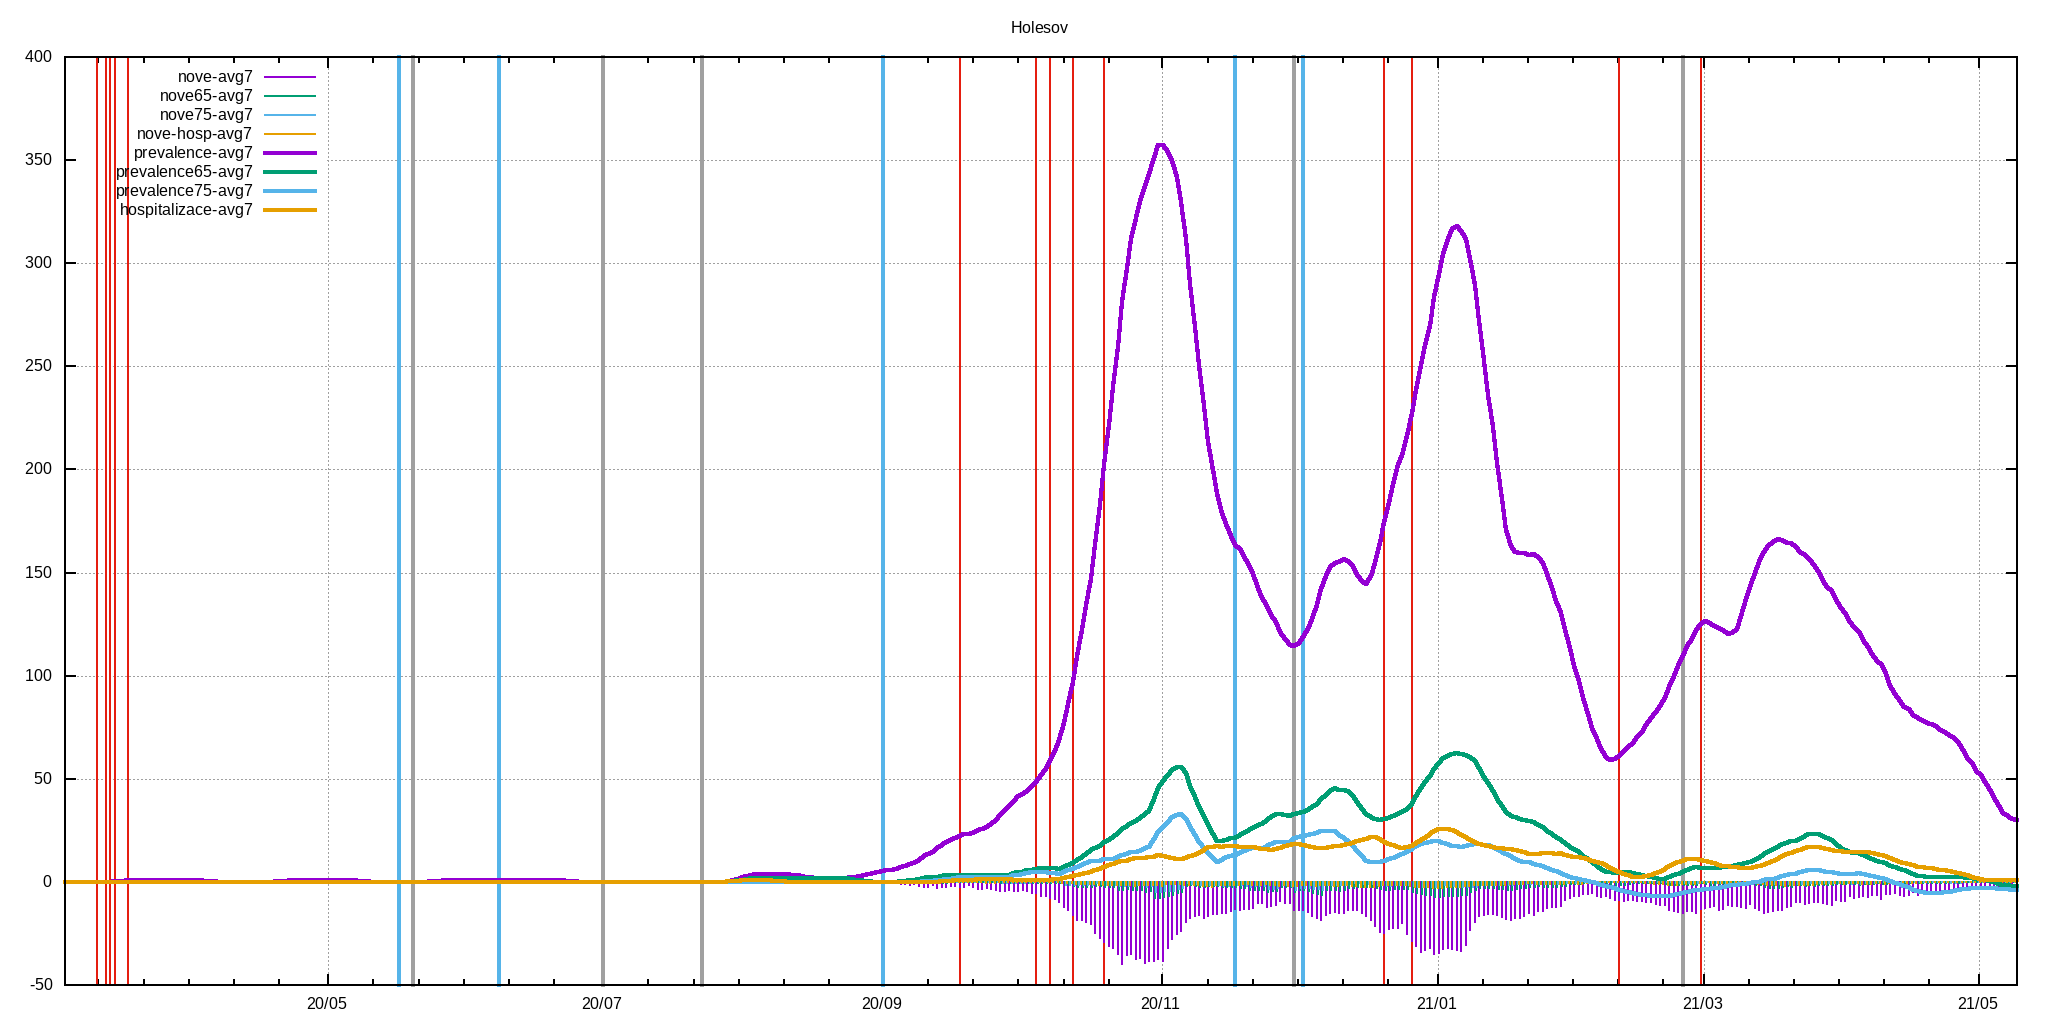 Holesov
400
350
300
250
200
150
100
50
0
-50
nove-avg7
nove65-avg7
nove75-avg7
nove-hosp-avg7
prevalence-avg7
prevalence65-avg7
prevalence75-avg7
hospitalizace-avg7
20/05 20/07 20/09 20/11 21/01 21/03 21/05